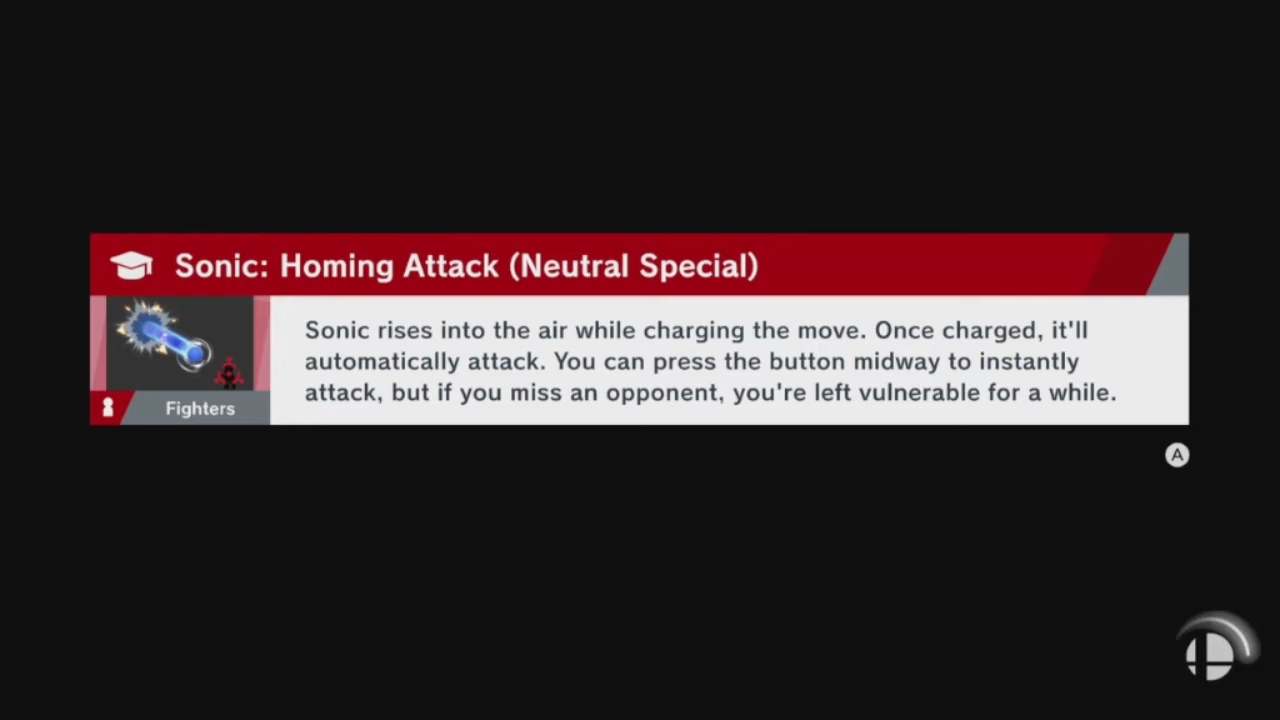 Sonic: Homing Attack (Neutral Special)
Sonic rises into the air while charging the move. Once charged, it'll
automatically attack. You can press the button midway to instantly
attack, but if you miss an opponent, you're left vulnerable for a while.
Fighters
A